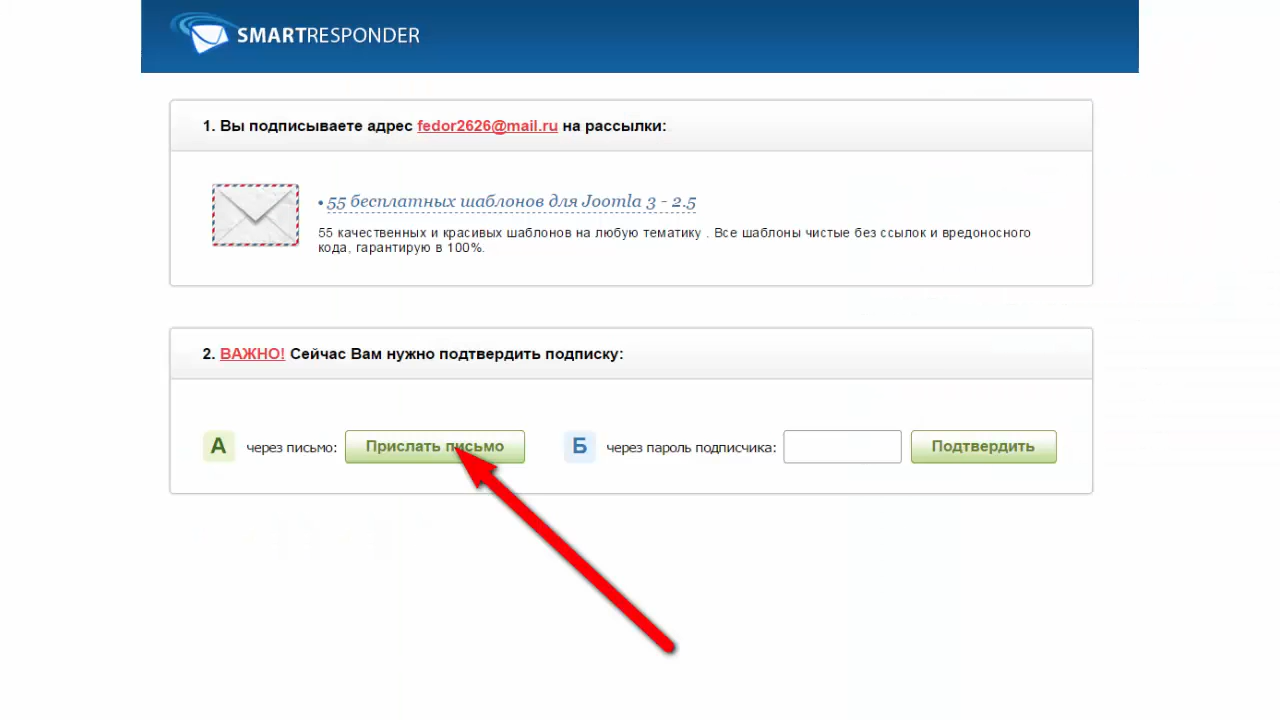 SMARTRESPONDER
1. Вы подписываете адрес fedor2626@mail.ru на рассылки:
• 55 бесплатных шаблонов для Joomla 3 - 2.5
55 качественных и красивых шаблонов на любую тематику . Все шаблоны чистые без ссылок и вредоносного
кода, гарантирую в 100%.
2. ВАЖНО! Сейчас Вам нужно подтвердить подписку:
А через письмо: Прислать письмо Б через пароль подписчика: Подтвердить